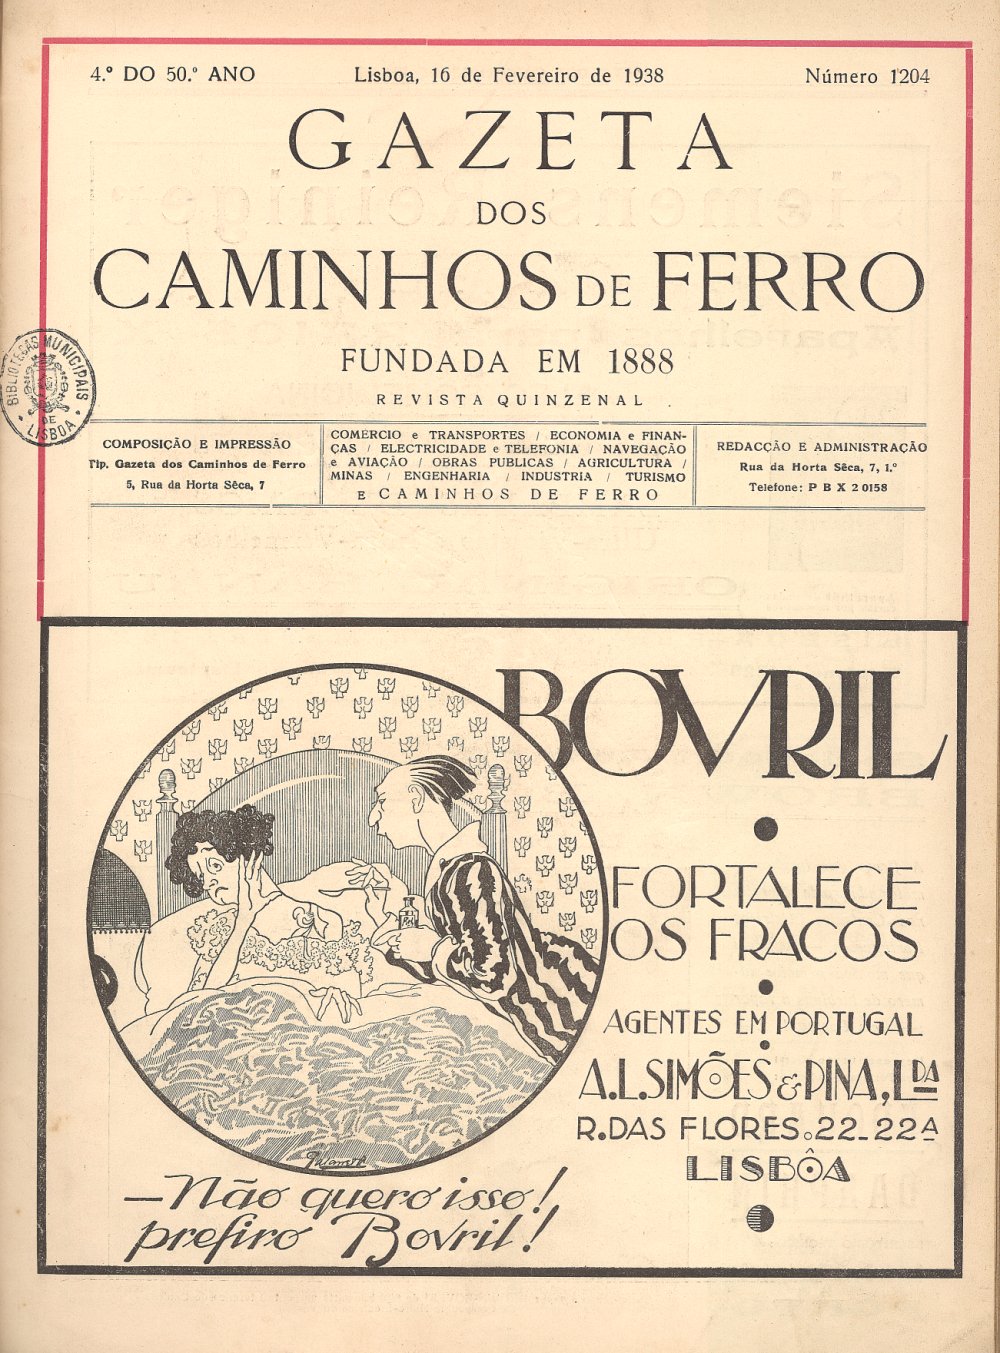 4.º DO 50.º ANO
Lisboa, 16 de Fevereiro de 1938
Número 1204
GAZETA
DOS
CAMINHOS DE FERRO
FUNDADA EM 1888
REVISTA QUINZENAL
BIBLIOTECAS MUNICIPAIS
DE
LISBOA
COMPOSIÇÃO E IMPRESSÃO
Tip. Gazeta dos Caminhos de Ferro
5, Rua da Horta Sêca, 7
COMERCIO e TRANSPORTES / ECONOMIA e FINAN-
ÇAS / ELECTRICIDADE e TELEFONIA / NAVEGAÇÃO
e AVIAÇÃO / OBRAS PUBLICAS / AGRICULTURA /
MINAS / ENGENHARIA / INDUSTRIA / TURISMO
E CAMINHOS DE FERRO
REDACÇÃO E ADMINISTRAÇÃO
Rua da Horta Sêca, 7, 1.º
Telefone: P B X 2 0158
BOVRIL
FORTALECE
OS FRACOS
AGENTES EM PORTUGAL
A.L.SIMÕES & PINA, LDA
R.DAS FLORES.22-22A
LISBÔA
—Não quero isso!
prefiro Bovril!